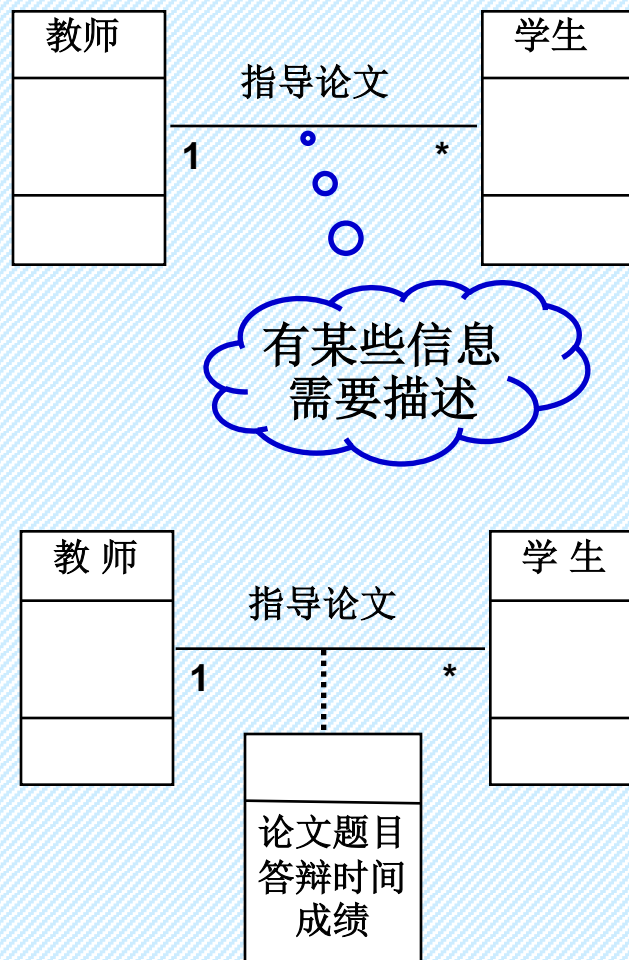 教师
学生
指导论文
1
*
有某些信息
需要描述
教 师
学 生
指导论文
1
*
论文题目
答辩时间
成绩